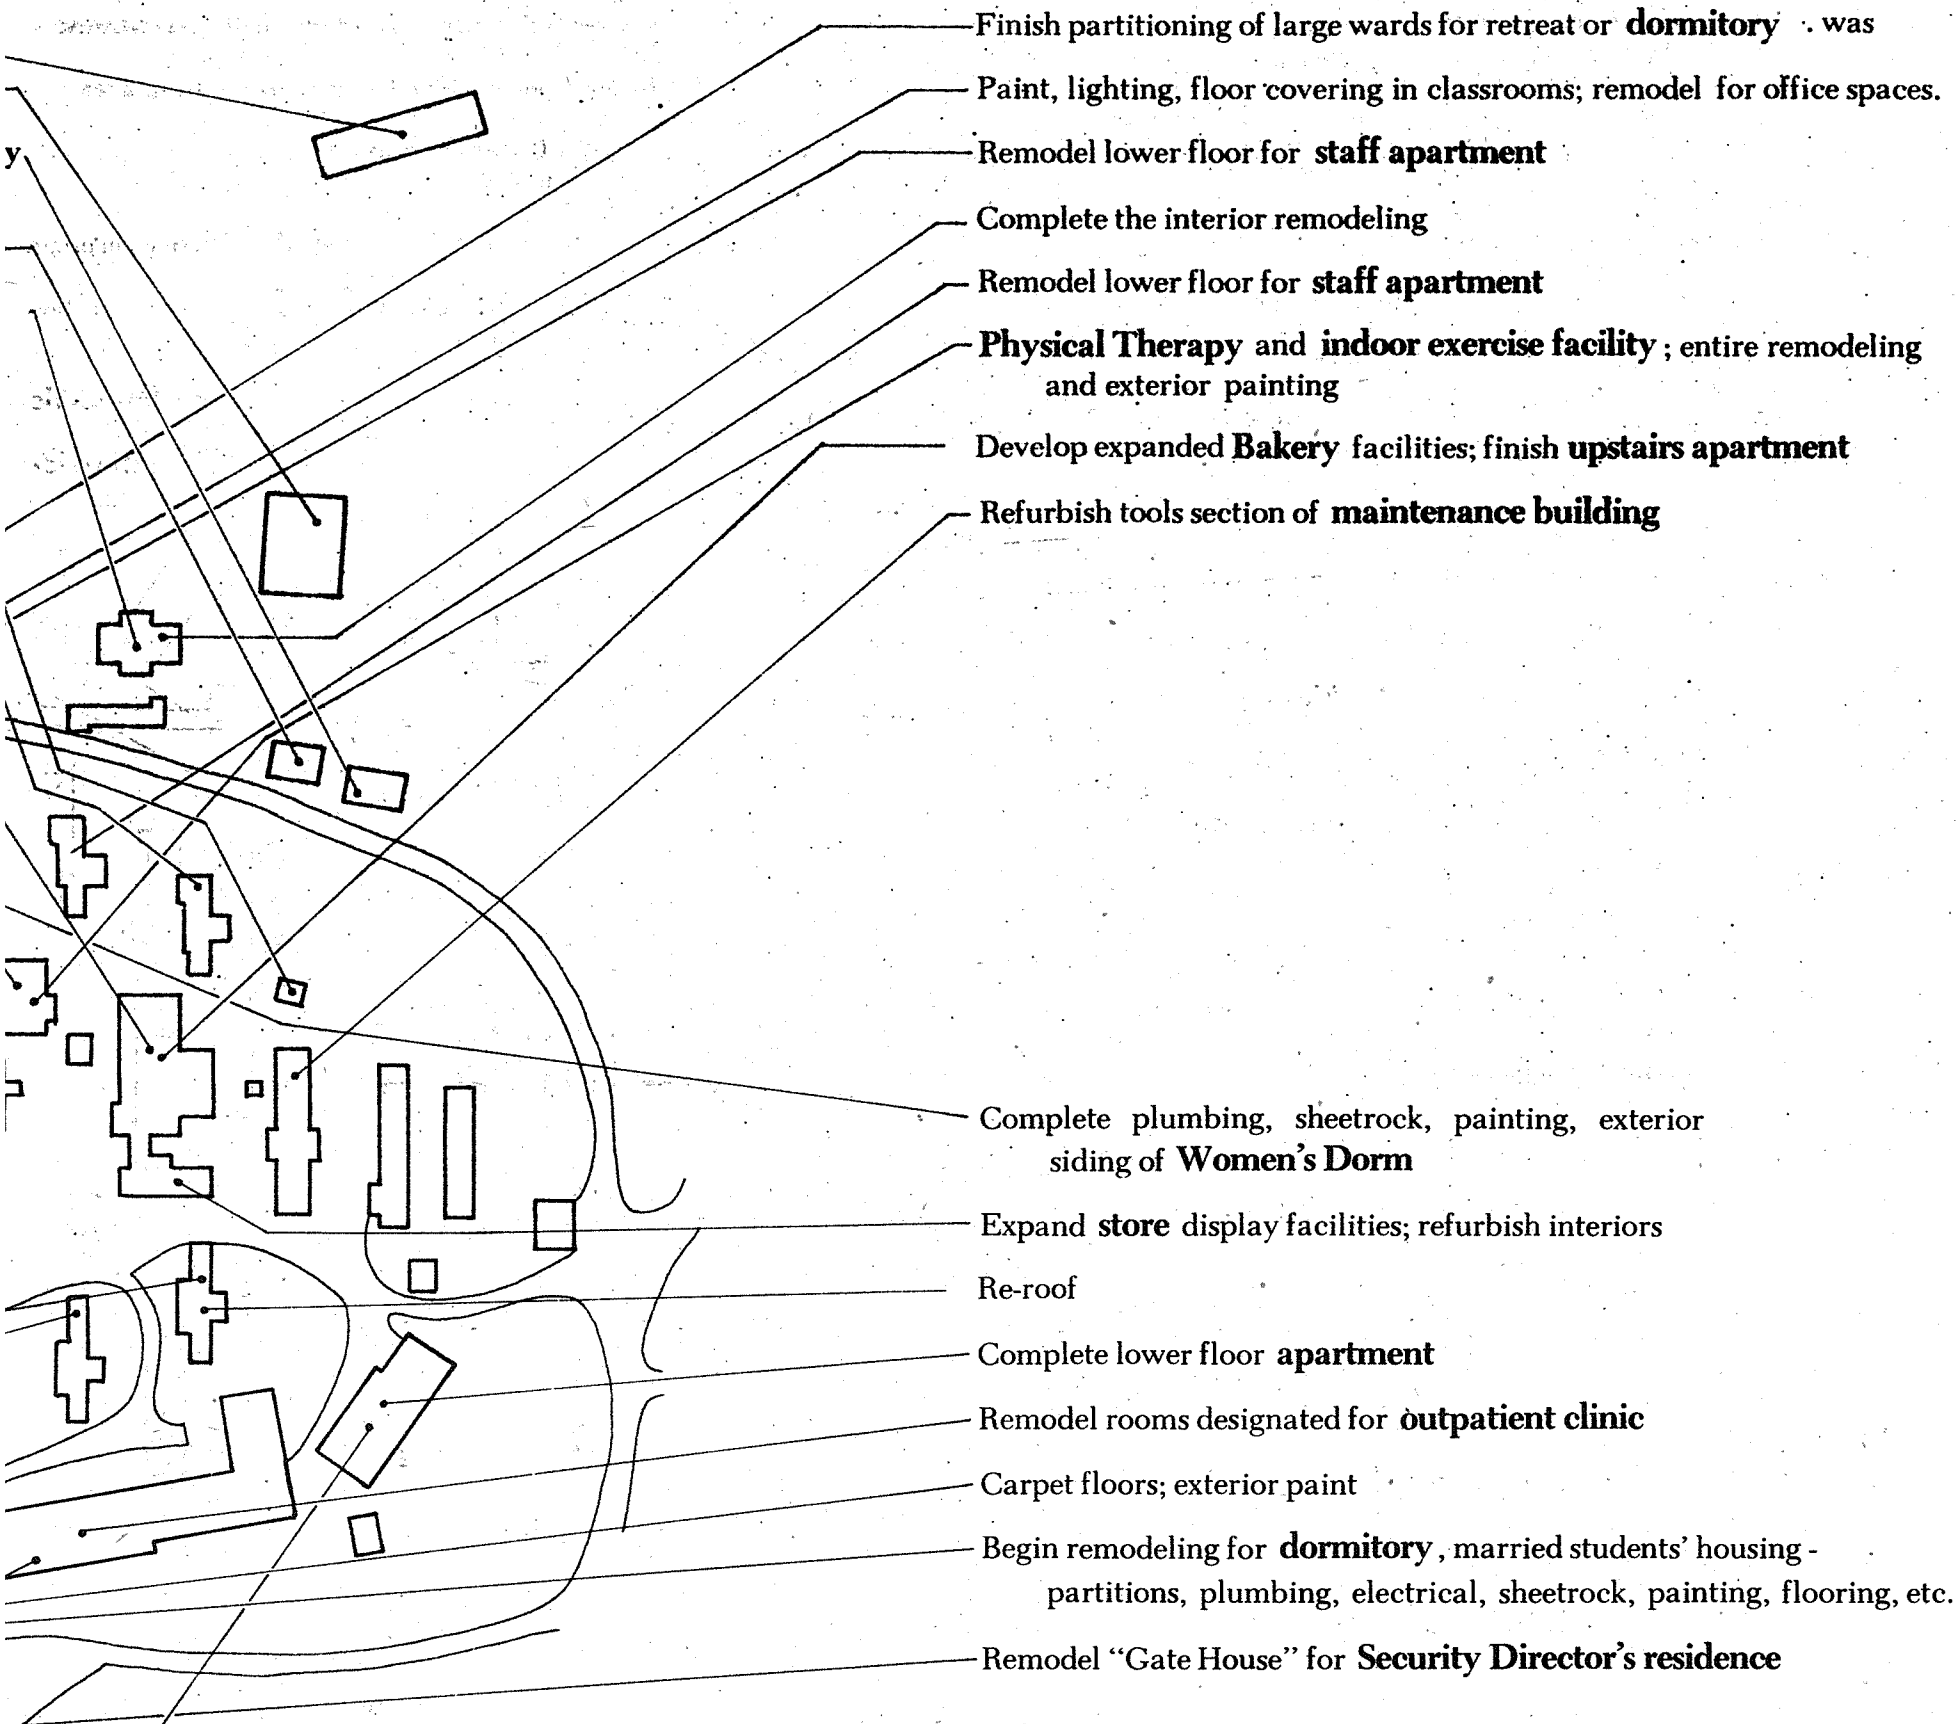 Finish partitioning of large wards for retreat or dormitory . was
Paint, lighting, floor covering in classrooms; remodel for office spaces.
y
Remodel lower floor for staff apartment
Complete the interior remodeling
Remodel lower floor for staff apartment
Physical Therapy and indoor exercise facility; entire remodeling
and exterior painting
Develop expanded Bakery facilities; finish upstairs apartment
Refurbish tools section of maintenance building
Complete plumbing, sheetrock, painting, exterior
siding of Women's Dorm
Expand store display facilities; refurbish interiors
Re-roof
Complete lower floor apartment
Remodel rooms designated for outpatient clinic
Carpet floors; exterior paint
Begin remodeling for dormitory, married students' housing -
partitions, plumbing, electrical, sheetrock, painting, flooring, etc.
Remodel "Gate House" for Security Director's residence